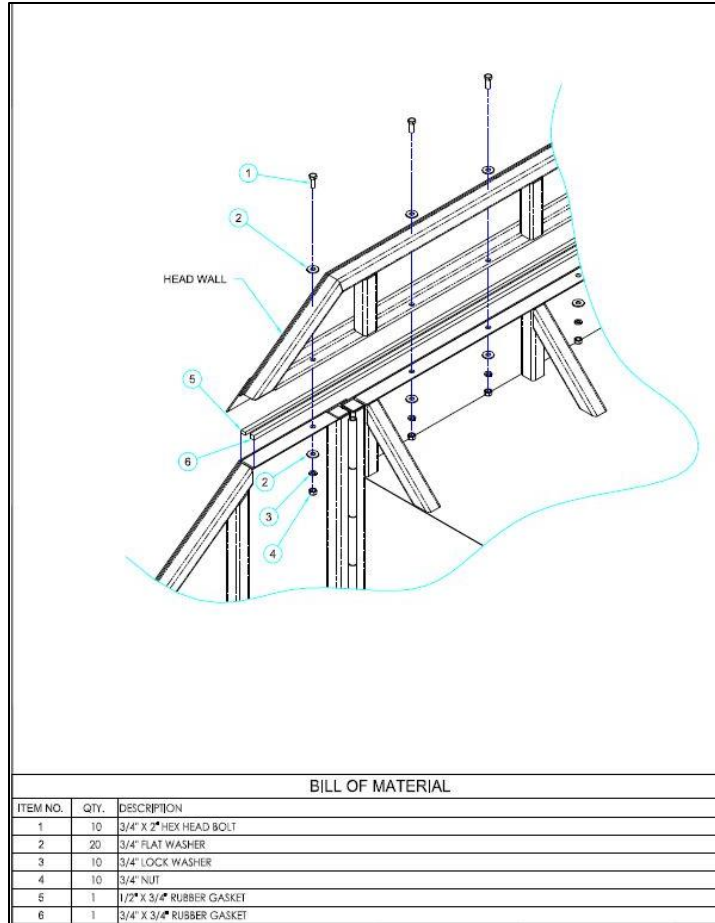 1
2
HEAD WALL
5
6
2
3
4
BILL OF MATERIAL
ITEM NO. QTY. DESCRIPTION
1 10 3/4" X 2" HEX HEAD BOLT
2 20 3/4" FLAT WASHER
3 10 3/4" LOCK WASHER
4 10 3/4" NUT
5 1 1/2" X 3/4" RUBBER GASKET
6 1 3/4" X 3/4" RUBBER GASKET